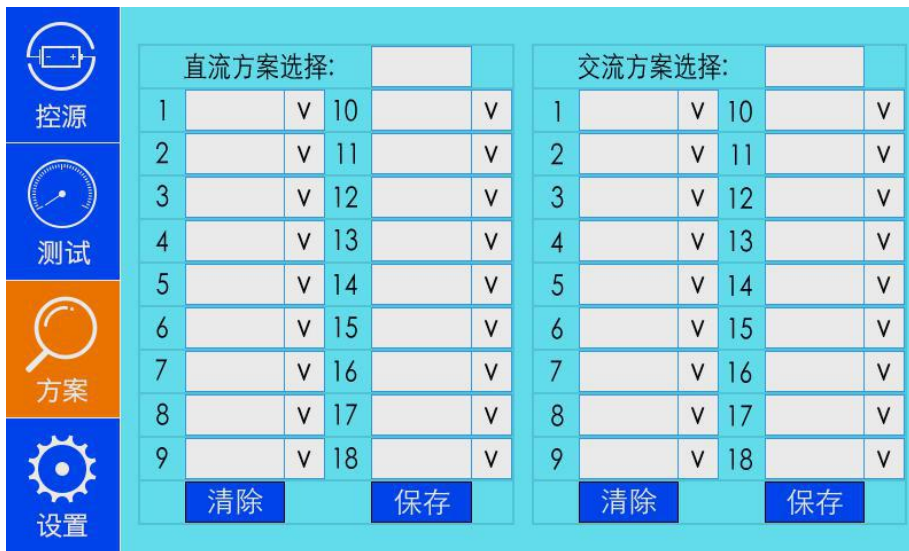 控源
测试
方案
设置
直流方案选择:
1 V 10 V
2 V 11 V
3 V 12 V
4 V 13 V
5 V 14 V
6 V 15 V
7 V 16 V
8 V 17 V
9 V 18 V
清除 保存
交流方案选择:
1 V 10 V
2 V 11 V
3 V 12 V
4 V 13 V
5 V 14 V
6 V 15 V
7 V 16 V
8 V 17 V
9 V 18 V
清除 保存